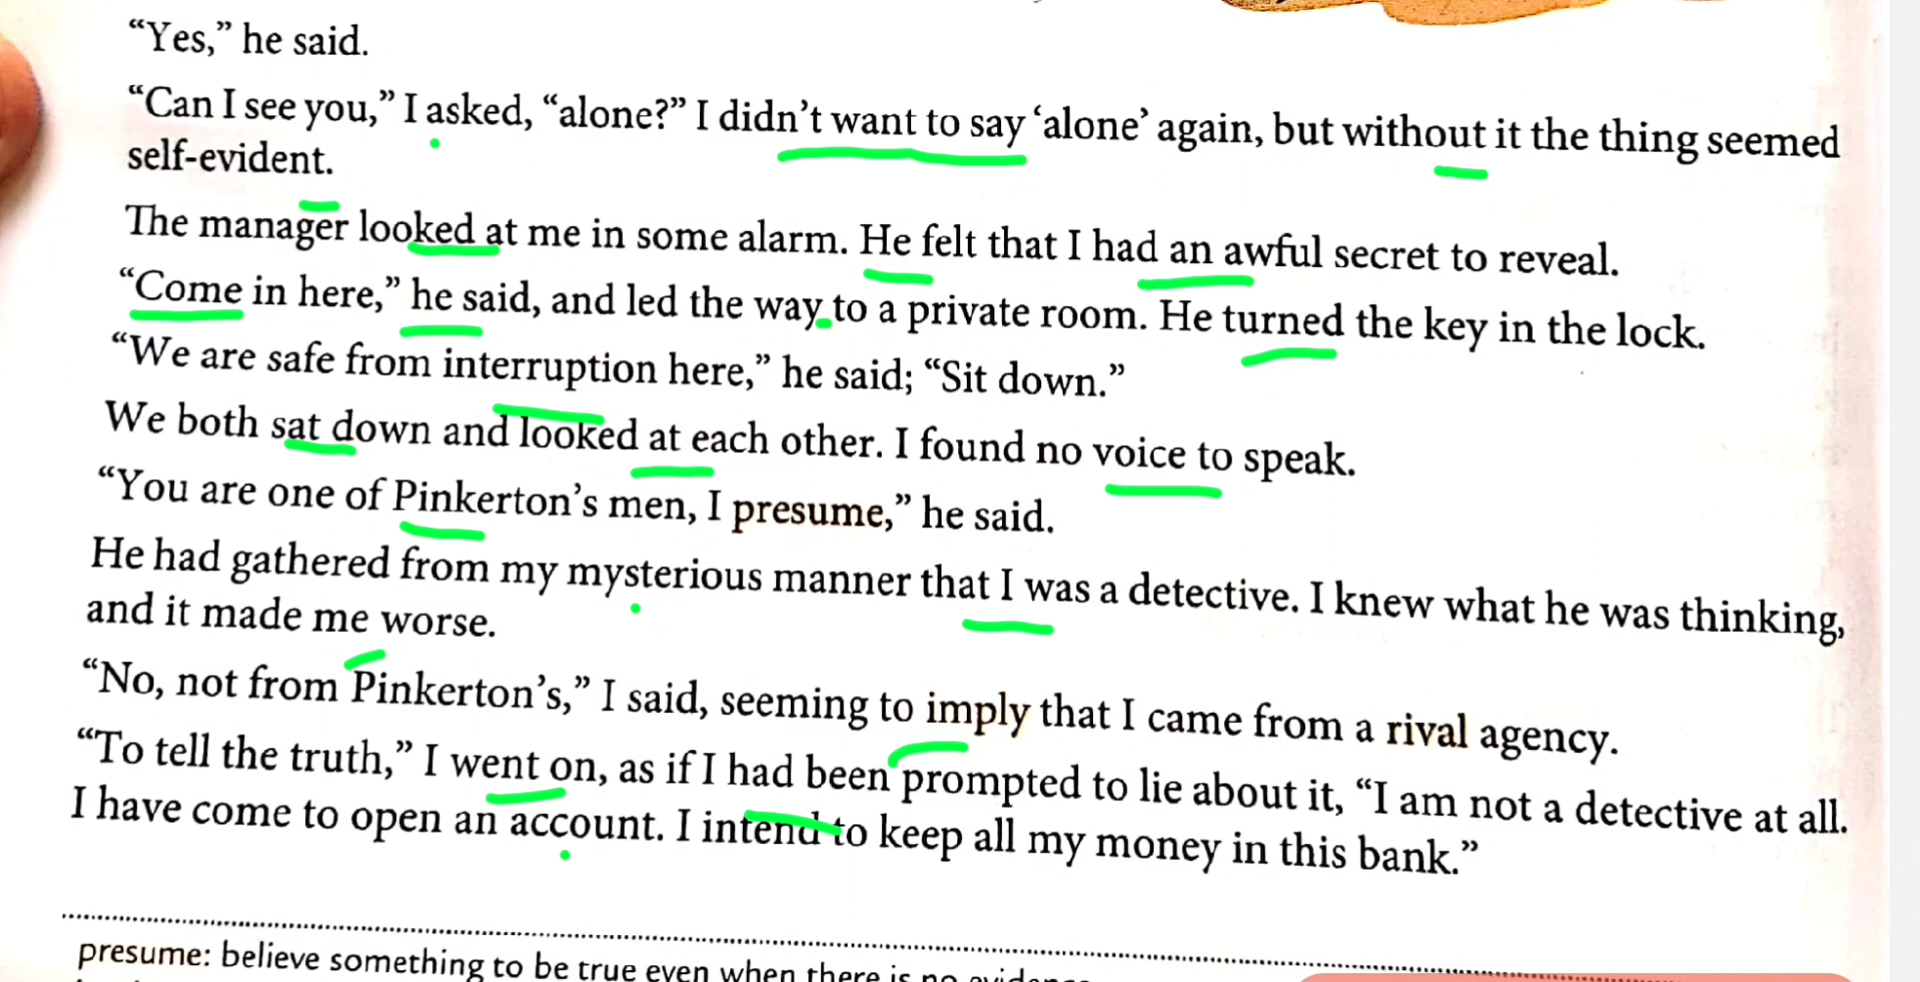 “Yes,” he said.
“Can I see you,” I asked, “alone?” I didn’t want to say ‘alone’ again, but without it the thing seemed
self-evident.
The manager looked at me in some alarm. He felt that I had an awful secret to reveal.
“Come in here,” he said, and led the way to a private room. He turned the key in the lock.
“We are safe from interruption here,” he said; “Sit down.”
We both sat down and looked at each other. I found no voice to speak.
“You are one of Pinkerton’s men, I presume,” he said.
He had gathered from my mysterious manner that I was a detective. I knew what he was thinking,
and it made me worse.
“No, not from Pinkerton’s,” I said, seeming to imply that I came from a rival agency.
“To tell the truth,” I went on, as if I had been prompted to lie about it, “I am not a detective at all.
I have come to open an account. I intend to keep all my money in this bank.”
presume: believe something to be true even when there is no